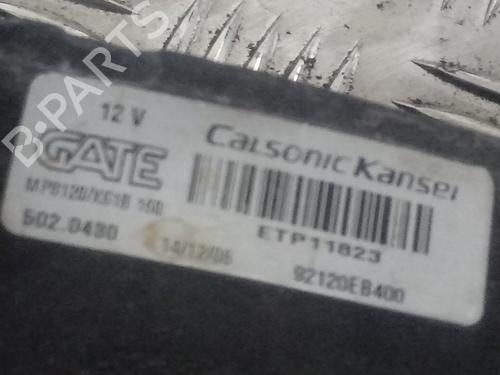 B-PARTS
12 V
GATE
Calsonic Kansei
502.0430
14/12/06
ETP11823
92120EB400